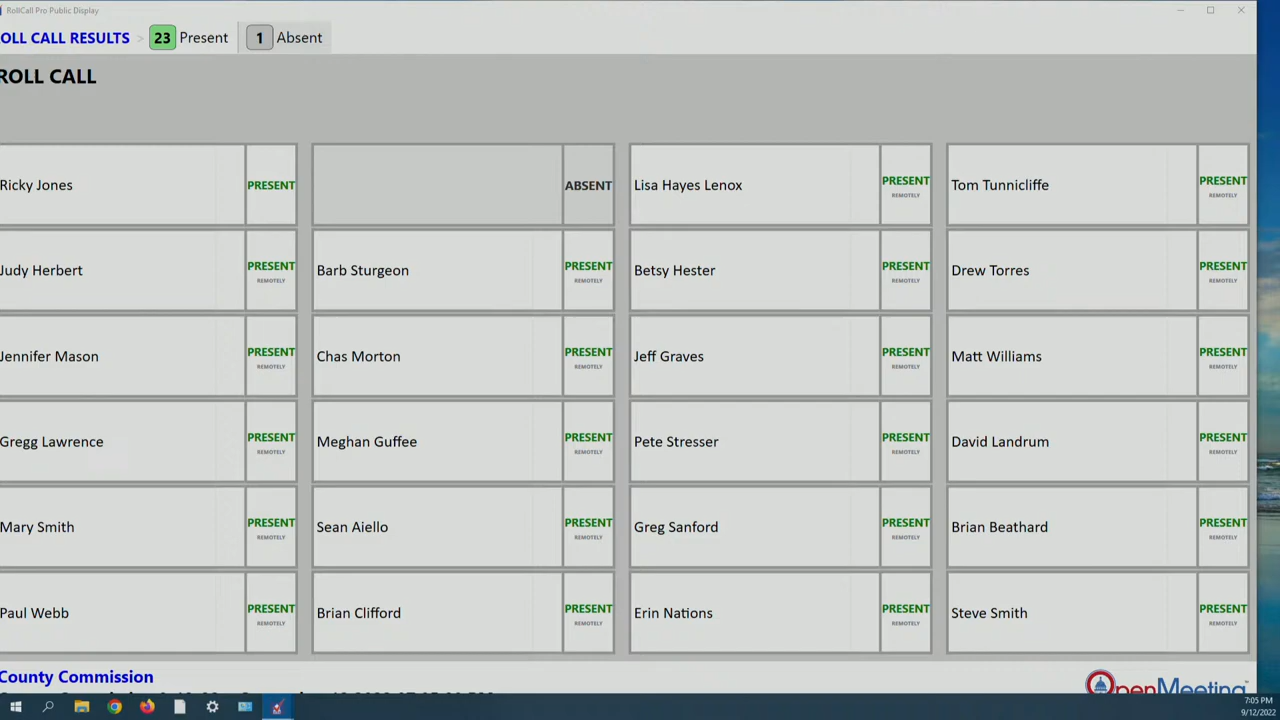 RollCall Pro Public Display
OLL CALL RESULTS > 23 Present 1 Absent
ROLL CALL
Ricky Jones PRESENT
ABSENT
Lisa Hayes Lenox PRESENT REMOTELY
Tom Tunnicliffe PRESENT REMOTELY
Judy Herbert PRESENT REMOTELY
Barb Sturgeon PRESENT REMOTELY
Betsy Hester PRESENT REMOTELY
Drew Torres PRESENT REMOTELY
Jennifer Mason PRESENT REMOTELY
Chas Morton PRESENT REMOTELY
Jeff Graves PRESENT REMOTELY
Matt Williams PRESENT REMOTELY
Gregg Lawrence PRESENT REMOTELY
Meghan Guffee PRESENT REMOTELY
Pete Stresser PRESENT REMOTELY
David Landrum PRESENT REMOTELY
Mary Smith PRESENT REMOTELY
Sean Aiello PRESENT REMOTELY
Greg Sanford PRESENT REMOTELY
Brian Beathard PRESENT REMOTELY
Paul Webb PRESENT REMOTELY
Brian Clifford PRESENT REMOTELY
Erin Nations PRESENT REMOTELY
Steve Smith PRESENT REMOTELY
County Commission
OpenMeeting
7:05 PM
9/12/2022